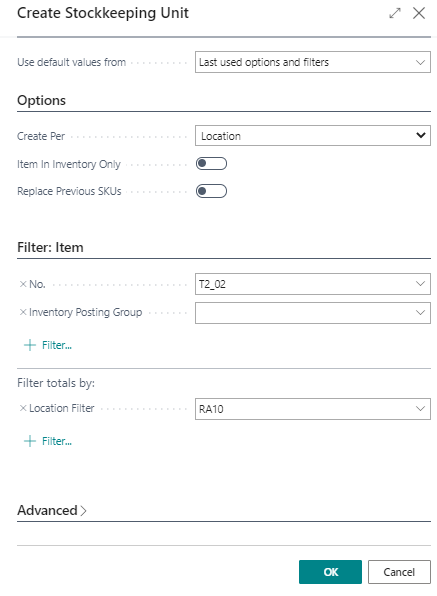 Create Stockkeeping Unit
Use default values from Last used options and filters
Options
Create Per Location
Item In Inventory Only
Replace Previous SKUs
Filter: Item
No. T2_02
Inventory Posting Group
Filter...
Filter totals by:
Location Filter RA10
Filter...
Advanced
OK Cancel